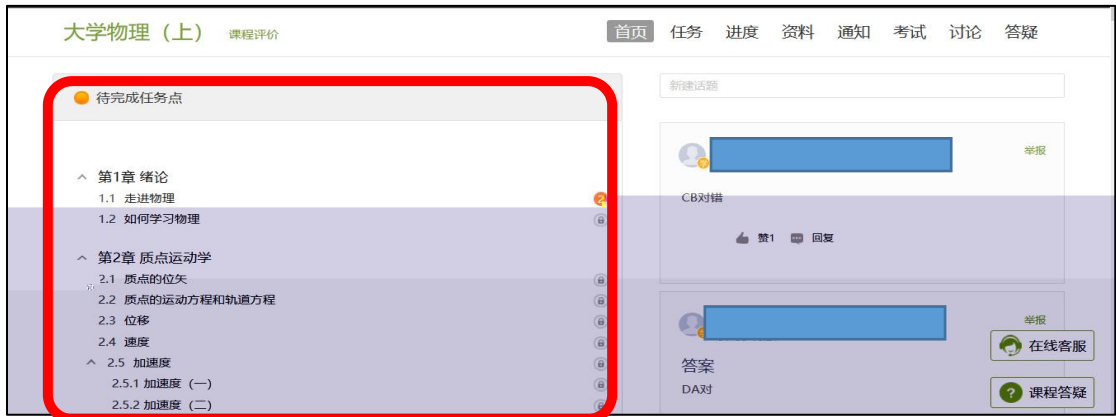 大学物理（上） 课程评价 首页 任务 进度 资料 通知 考试 讨论 答疑
待完成任务点
第1章 绪论
1.1 走进物理 2
1.2 如何学习物理
第2章 质点运动学
2.1 质点的位矢
2.2 质点的运动方程和轨道方程
2.3 位移
2.4 速度
2.5 加速度
2.5.1 加速度（一）
2.5.2 加速度（二）
新建话题
举报
CB对错
赞1 回复
举报
答案
DA对
在线客服
? 课程答疑